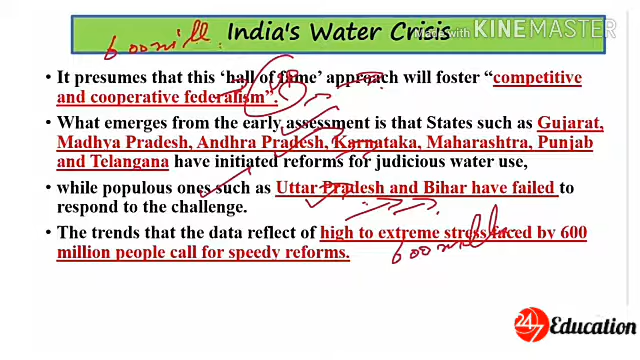 India's Water Crisis
Made with KINEMASTER
600 mill
• It presumes that this 'hall of fame' approach will foster "competitive
and cooperative federalism".
• What emerges from the early assessment is that States such as Gujarat,
Madhya Pradesh, Andhra Pradesh, Karnataka, Maharashtra, Punjab
and Telangana have initiated reforms for judicious water use,
• while populous ones such as Uttar Pradesh and Bihar have failed to
respond to the challenge.
• The trends that the data reflect of high to extreme stress faced by 600
million people call for speedy reforms.
600 mill
24/7 Education